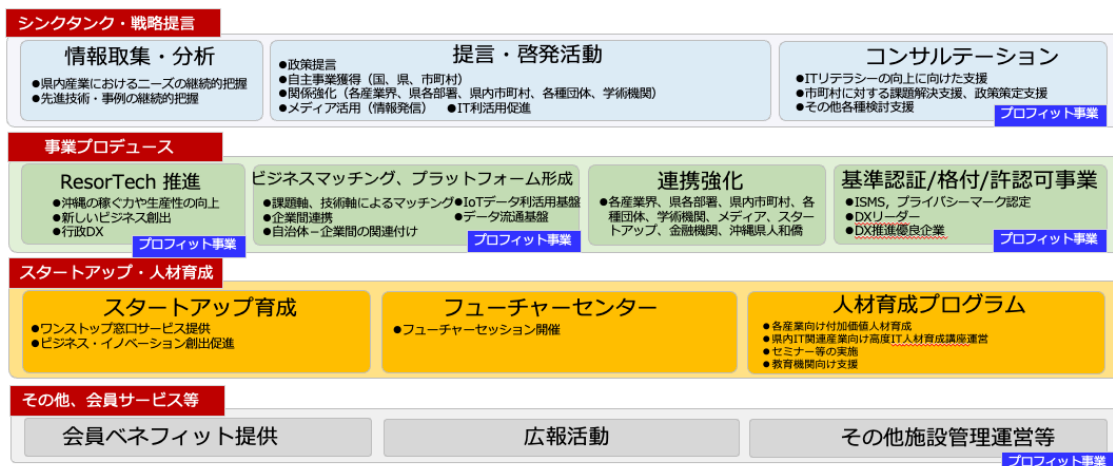 シンクタンク・戦略提言
情報取集・分析
●県内産業におけるニーズの継続的把握
●先進技術・事例の継続的把握
提言・啓発活動
●政策提言
●自主事業獲得（国、県、市町村）
●関係強化（各産業界、県各部署、県内市町村、各種団体、学術機関）
●メディア活用（情報発信）　●IT利活用促進
コンサルテーション
●ITリテラシーの向上に向けた支援
●市町村に対する課題解決支援、政策策定支援
●その他各種検討支援
プロフィット事業
事業プロデュース
ResorTech 推進
●沖縄の稼ぐ力や生産性の向上
●新しいビジネス創出
●行政DX
プロフィット事業
ビジネスマッチング、プラットフォーム形成
●課題軸、技術軸によるマッチング
●企業間連携
●自治体－企業間の関連付け
●IoTデータ利活用基盤
●データ流通基盤
プロフィット事業
連携強化
●各産業界、県各部署、県内市町村、各
種団体、学術機関、メディア、スター
トアップ、金融機関、沖縄県人和僑
基準認証/格付/許認可事業
●ISMS，プライバシーマーク認定
●DXリーダー
●DX推進優良企業
プロフィット事業
スタートアップ・人材育成
スタートアップ育成
●ワンストップ窓口サービス提供
●ビジネス・イノベーション創出促進
フューチャーセンター
●フューチャーセッション開催
人材育成プログラム
●各産業向け付加価値人材育成
●県内IT関連産業向け高度IT人材育成講座運営
●セミナー等の実施
●教育機関向け支援
その他、会員サービス等
会員ベネフィット提供
広報活動
その他施設管理運営等
プロフィット事業